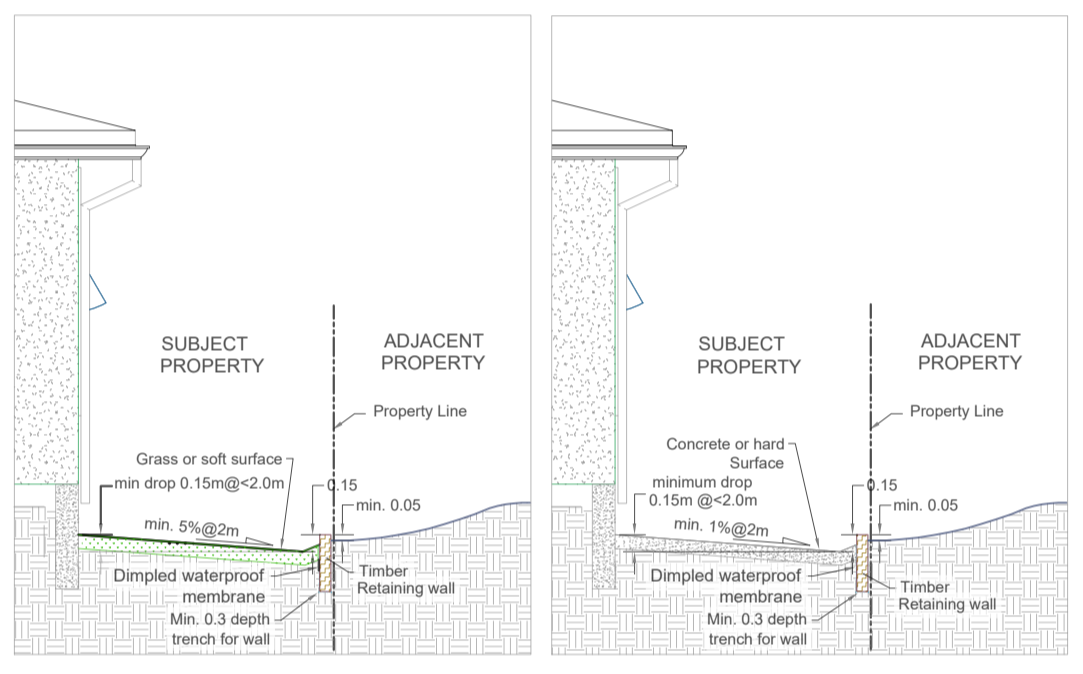 SUBJECT
PROPERTY
ADJACENT
PROPERTY
Property Line
Grass or soft surface
min drop 0.15m@<2.0m
0.15
min. 0.05
min. 5%@2m
Dimpled waterproof
membrane
Timber
Retaining wall
Min. 0.3 depth
trench for wall
SUBJECT
PROPERTY
ADJACENT
PROPERTY
Property Line
Concrete or hard
Surface
minimum drop
0.15m @<2.0m
0.15
min. 0.05
min. 1%@2m
Dimpled waterproof
membrane
Timber
Retaining wall
Min. 0.3 depth
trench for wall